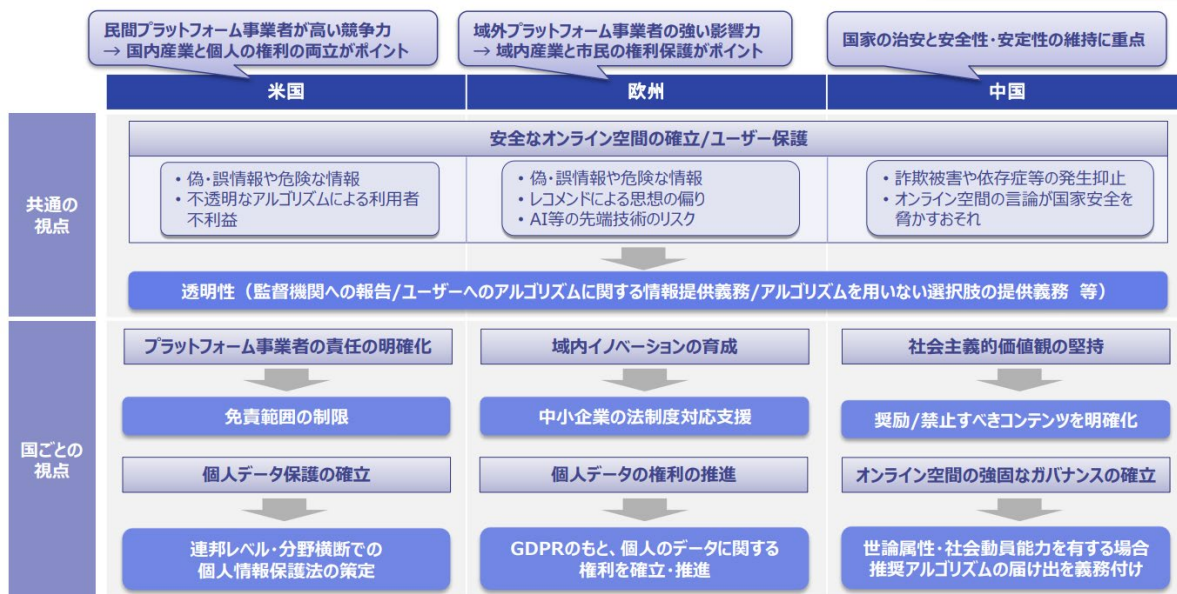 民間プラットフォーム事業者が高い競争力
→ 国内産業と個人の権利の両立がポイント
域外プラットフォーム事業者の強い影響力
→ 域内産業と市民の権利保護がポイント
国家の治安と安全性・安定性の維持に重点
米国
欧州
中国
共通の
視点
安全なオンライン空間の確立/ユーザー保護
・偽・誤情報や危険な情報
・不透明なアルゴリズムによる利用者
不利益
・偽・誤情報や危険な情報
・レコメンドによる思想の偏り
・AI等の先端技術のリスク
・詐欺被害や依存症等の発生抑止
・オンライン空間の言論が国家安全を
脅かすおそれ
透明性（監督機関への報告/ユーザーへのアルゴリズムに関する情報提供義務/アルゴリズムを用いない選択肢の提供義務 等）
国ごとの
視点
プラットフォーム事業者の責任の明確化
域内イノベーションの育成
社会主義的価値観の堅持
免責範囲の制限
中小企業の法制度対応支援
奨励/禁止すべきコンテンツを明確化
個人データ保護の確立
個人データの権利の推進
オンライン空間の強固なガバナンスの確立
連邦レベル・分野横断での
個人情報保護法の策定
GDPRのもと、個人のデータに関する
権利を確立・推進
世論属性・社会動員能力を有する場合
推奨アルゴリズムの届け出を義務付け